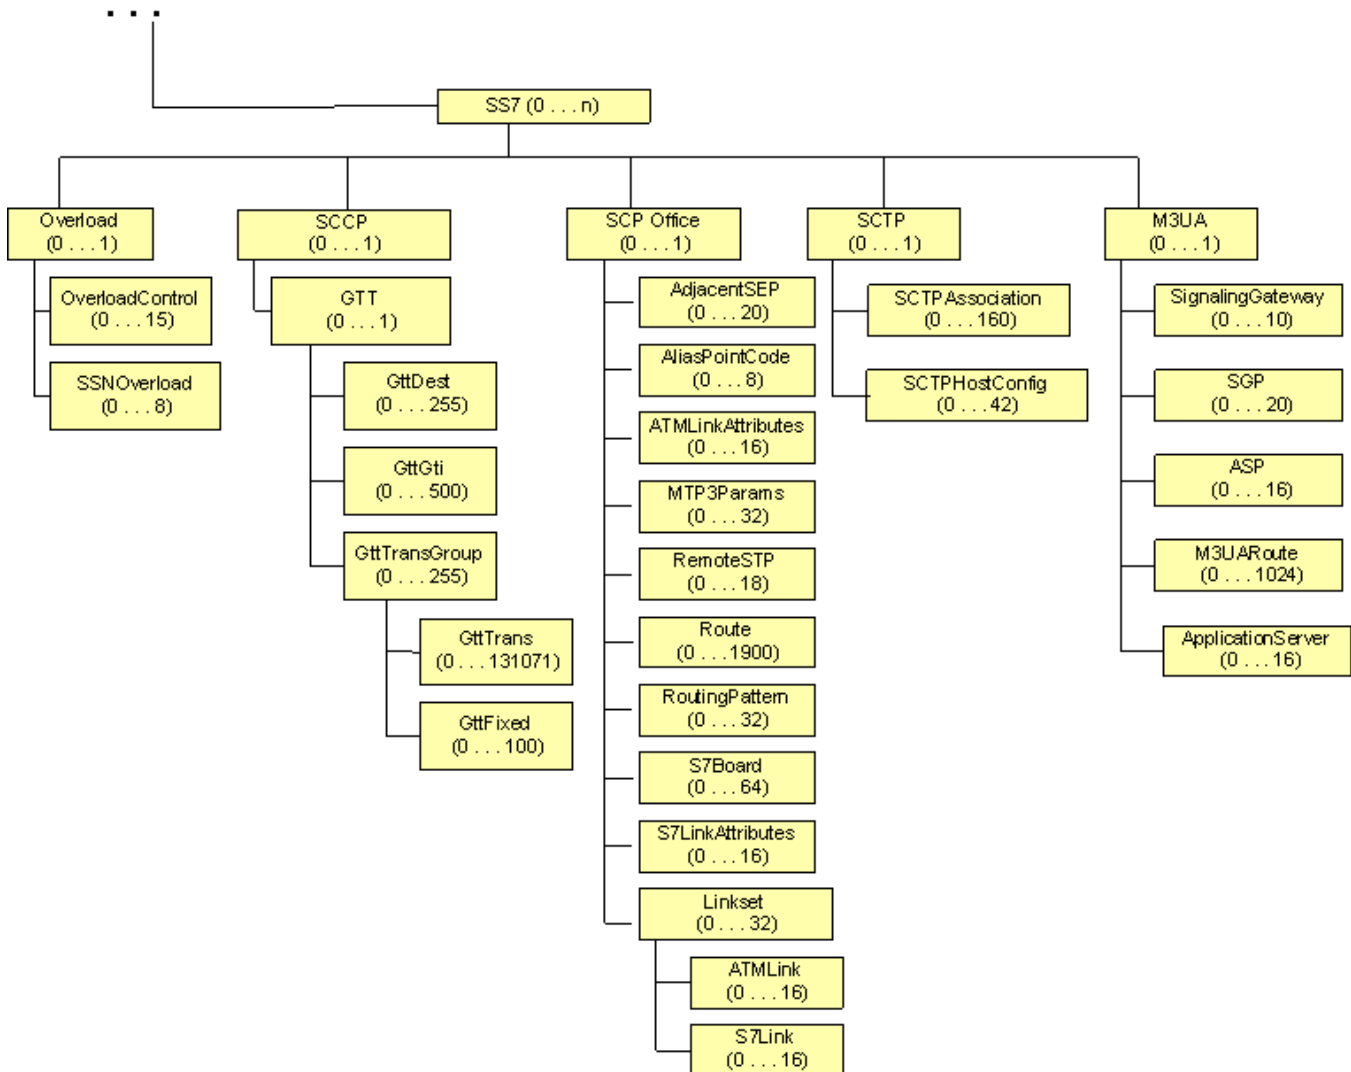 . . .
SS7 (0 . . . n)
Overload
(0 . . . 1)
OverloadControl
(0 . . . 15)
SSNOverload
(0 . . . 8)
SCCP
(0 . . . 1)
GTT
(0 . . . 1)
GttDest
(0 . . . 255)
GttGti
(0 . . . 500)
GttTransGroup
(0 . . . 255)
GttTrans
(0 . . . 131071)
GttFixed
(0 . . . 100)
SCP Office
(0 . . . 1)
AdjacentSEP
(0 . . . 20)
AliasPointCode
(0 . . . 8)
ATMLinkAttributes
(0 . . . 16)
MTP3Params
(0 . . . 32)
RemoteSTP
(0 . . . 18)
Route
(0 . . . 1900)
RoutingPattern
(0 . . . 32)
S7Board
(0 . . . 64)
S7LinkAttributes
(0 . . . 16)
Linkset
(0 . . . 32)
ATMLink
(0 . . . 16)
S7Link
(0 . . . 16)
SCTP
(0 . . . 1)
SCTPAssociation
(0 . . . 160)
SCTPHostConfig
(0 . . . 42)
M3UA
(0 . . . 1)
SignalingGateway
(0 . . . 10)
SGP
(0 . . . 20)
ASP
(0 . . . 16)
M3UARoute
(0 . . . 1024)
ApplicationServer
(0 . . . 16)